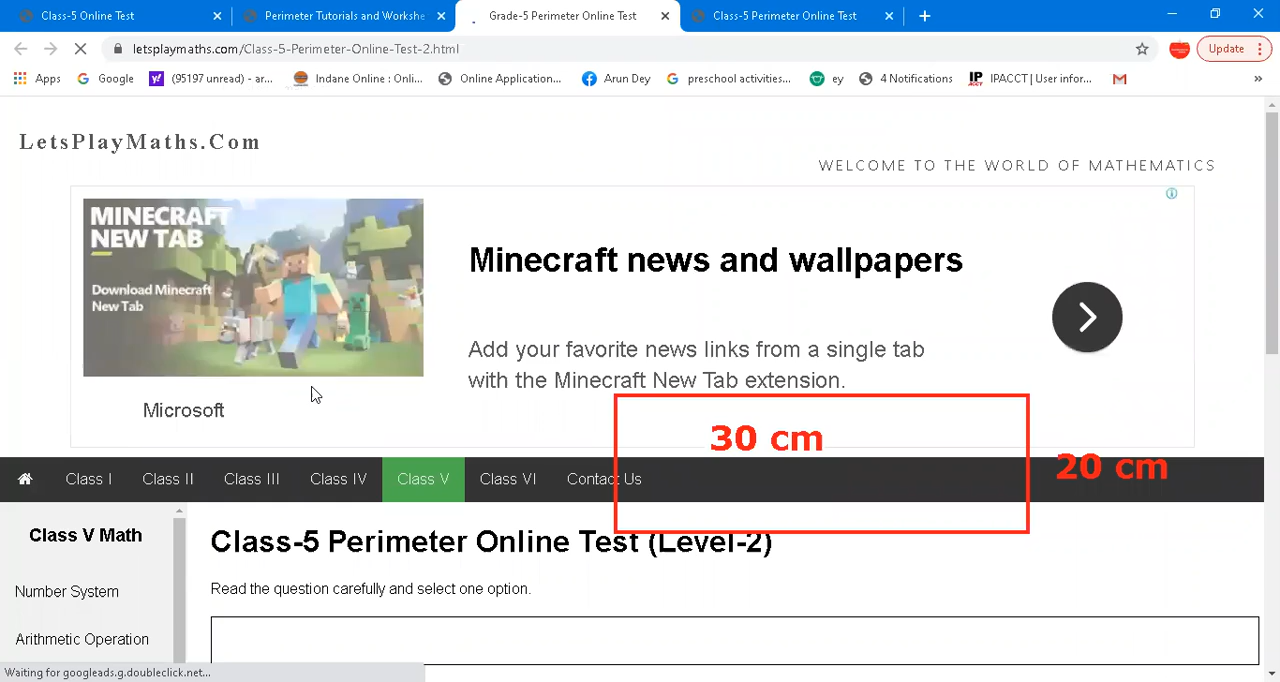 Class-5 Online Test
Perimeter Tutorials and Workshe
Grade-5 Perimeter Online Test
Class-5 Perimeter Online Test
letsplaymaths.com/Class-5-Perimeter-Online-Test-2.html
Update
Apps
Google
(95197 unread) - ar...
Indane Online : Onli...
Online Application...
Arun Dey
preschool activities...
ey
4 Notifications
IPACCT | User infor...
LetsPlayMaths.Com
WELCOME TO THE WORLD OF MATHEMATICS
MINECRAFT
NEW TAB
Download Minecraft
New Tab
Microsoft
Minecraft news and wallpapers
Add your favorite news links from a single tab
with the Minecraft New Tab extension.
30 cm
20 cm
Class I
Class II
Class III
Class IV
Class V
Class VI
Contact Us
Class V Math
Number System
Arithmetic Operation
Class-5 Perimeter Online Test (Level-2)
Read the question carefully and select one option.
Waiting for googleads.g.doubleclick.net...